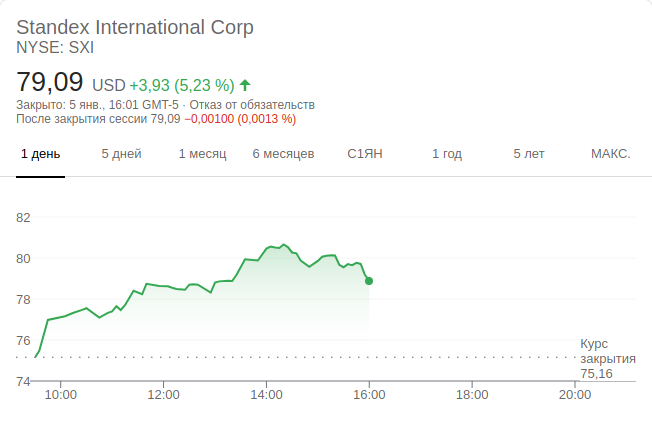 Standex International Corp
NYSE: SXI
79,09 USD +3,93 (5,23 %)
Закрыто: 5 янв., 16:01 GMT-5 · Отказ от обязательств
После закрытия сессии 79,09 −0,00100 (0,0013 %)
1 день 5 дней 1 месяц 6 месяцев С1ЯН 1 год 5 лет МАКС.
82
80
78
76
Курс
закрытия
75,16
74
10:00 12:00 14:00 16:00 18:00 20:00